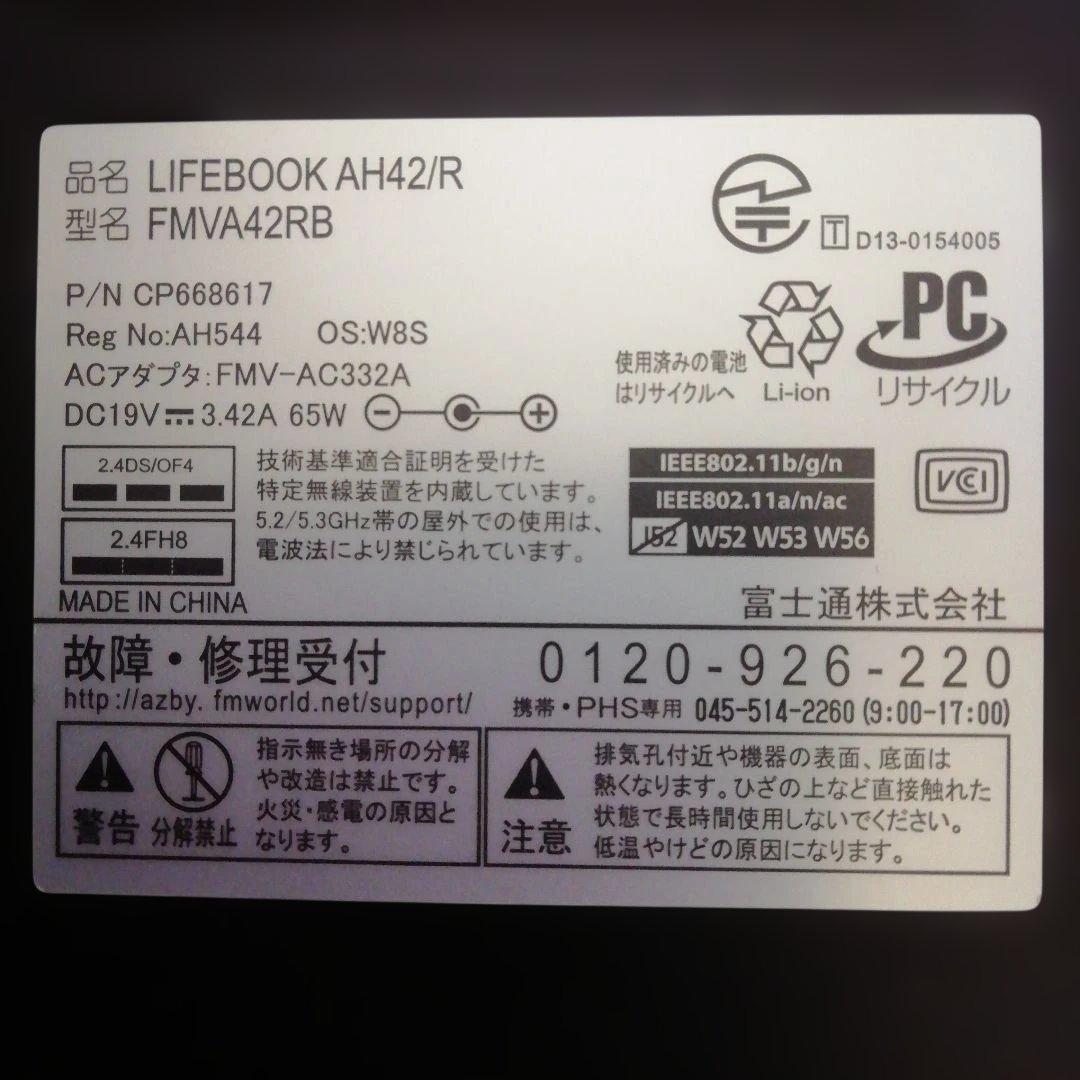 品名 LIFEBOOK AH42/R
型名 FMVA42RB
T D13-0154005
P/N CP668617
Reg No:AH544 OS:W8S
ACアダプタ:FMV-AC332A
DC19V 3.42A 65W
使用済みの電池
はリサイクルへ
Li-ion
PC
リサイクル
2.4DS/OF4
2.4FH8
技術基準適合証明を受けた
特定無線装置を内蔵しています。
5.2/5.3GHz帯の屋外での使用は、
電波法により禁じられています。
IEEE802.11b/g/n
IEEE802.11a/n/ac
J52 W52 W53 W56
VCCI
MADE IN CHINA
富士通株式会社
故障・修理受付 0120-926-220
http://azby.fmworld.net/support/ 携帯・PHS専用 045-514-2260 (9:00-17:00)
警告 分解禁止
指示無き場所の分解
や改造は禁止です。
火災・感電の原因と
なります。
注意
排気孔付近や機器の表面、底面は
熱くなります。ひざの上など直接触れた
状態で長時間使用しないでください。
低温やけどの原因になります。